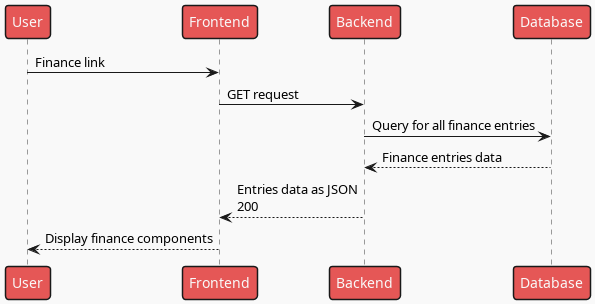 User
Frontend
Backend
Database
Finance link
GET request
Query for all finance entries
Finance entries data
Entries data as JSON
200
Display finance components
User
Frontend
Backend
Database